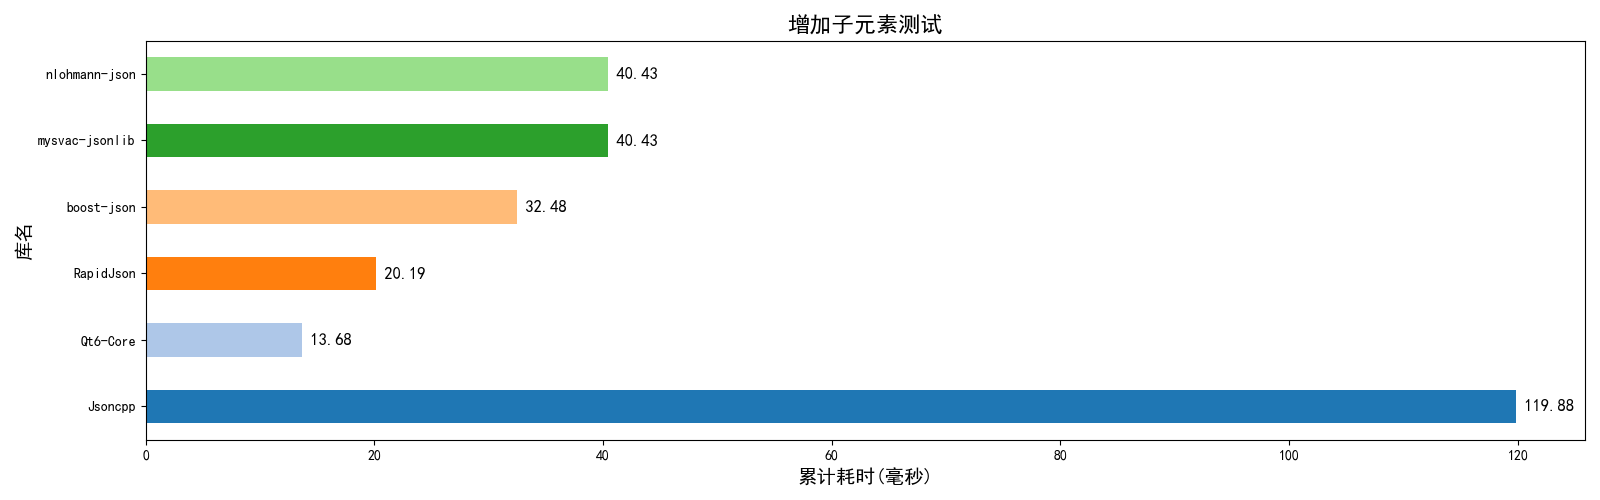 增加子元素测试
nlohmann-json
40.43
mysvac-jsonlib
40.43
boost-json
32.48
库名
RapidJson
20.19
Qt6-Core
13.68
Jsoncpp
119.88
0 20 40 60 80 100 120
累计耗时(毫秒)